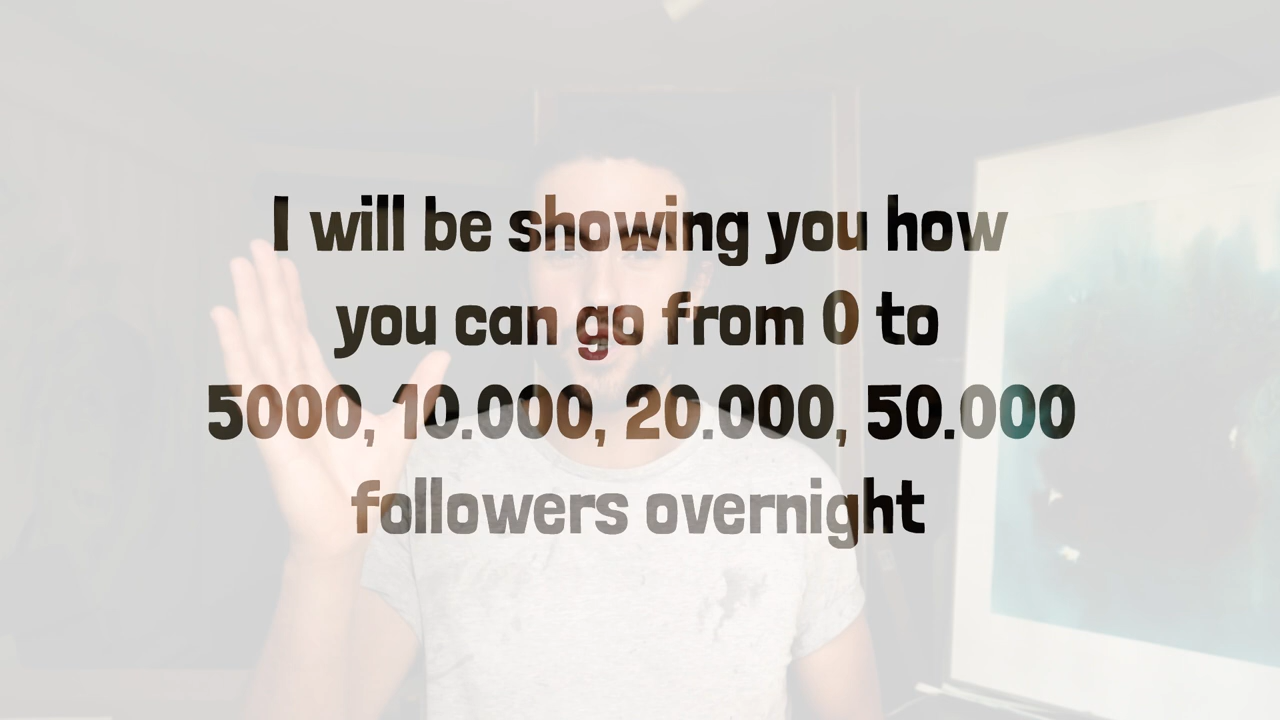 I will be showing you how
you can go from 0 to
5000, 10.000, 20.000, 50.000
followers overnight